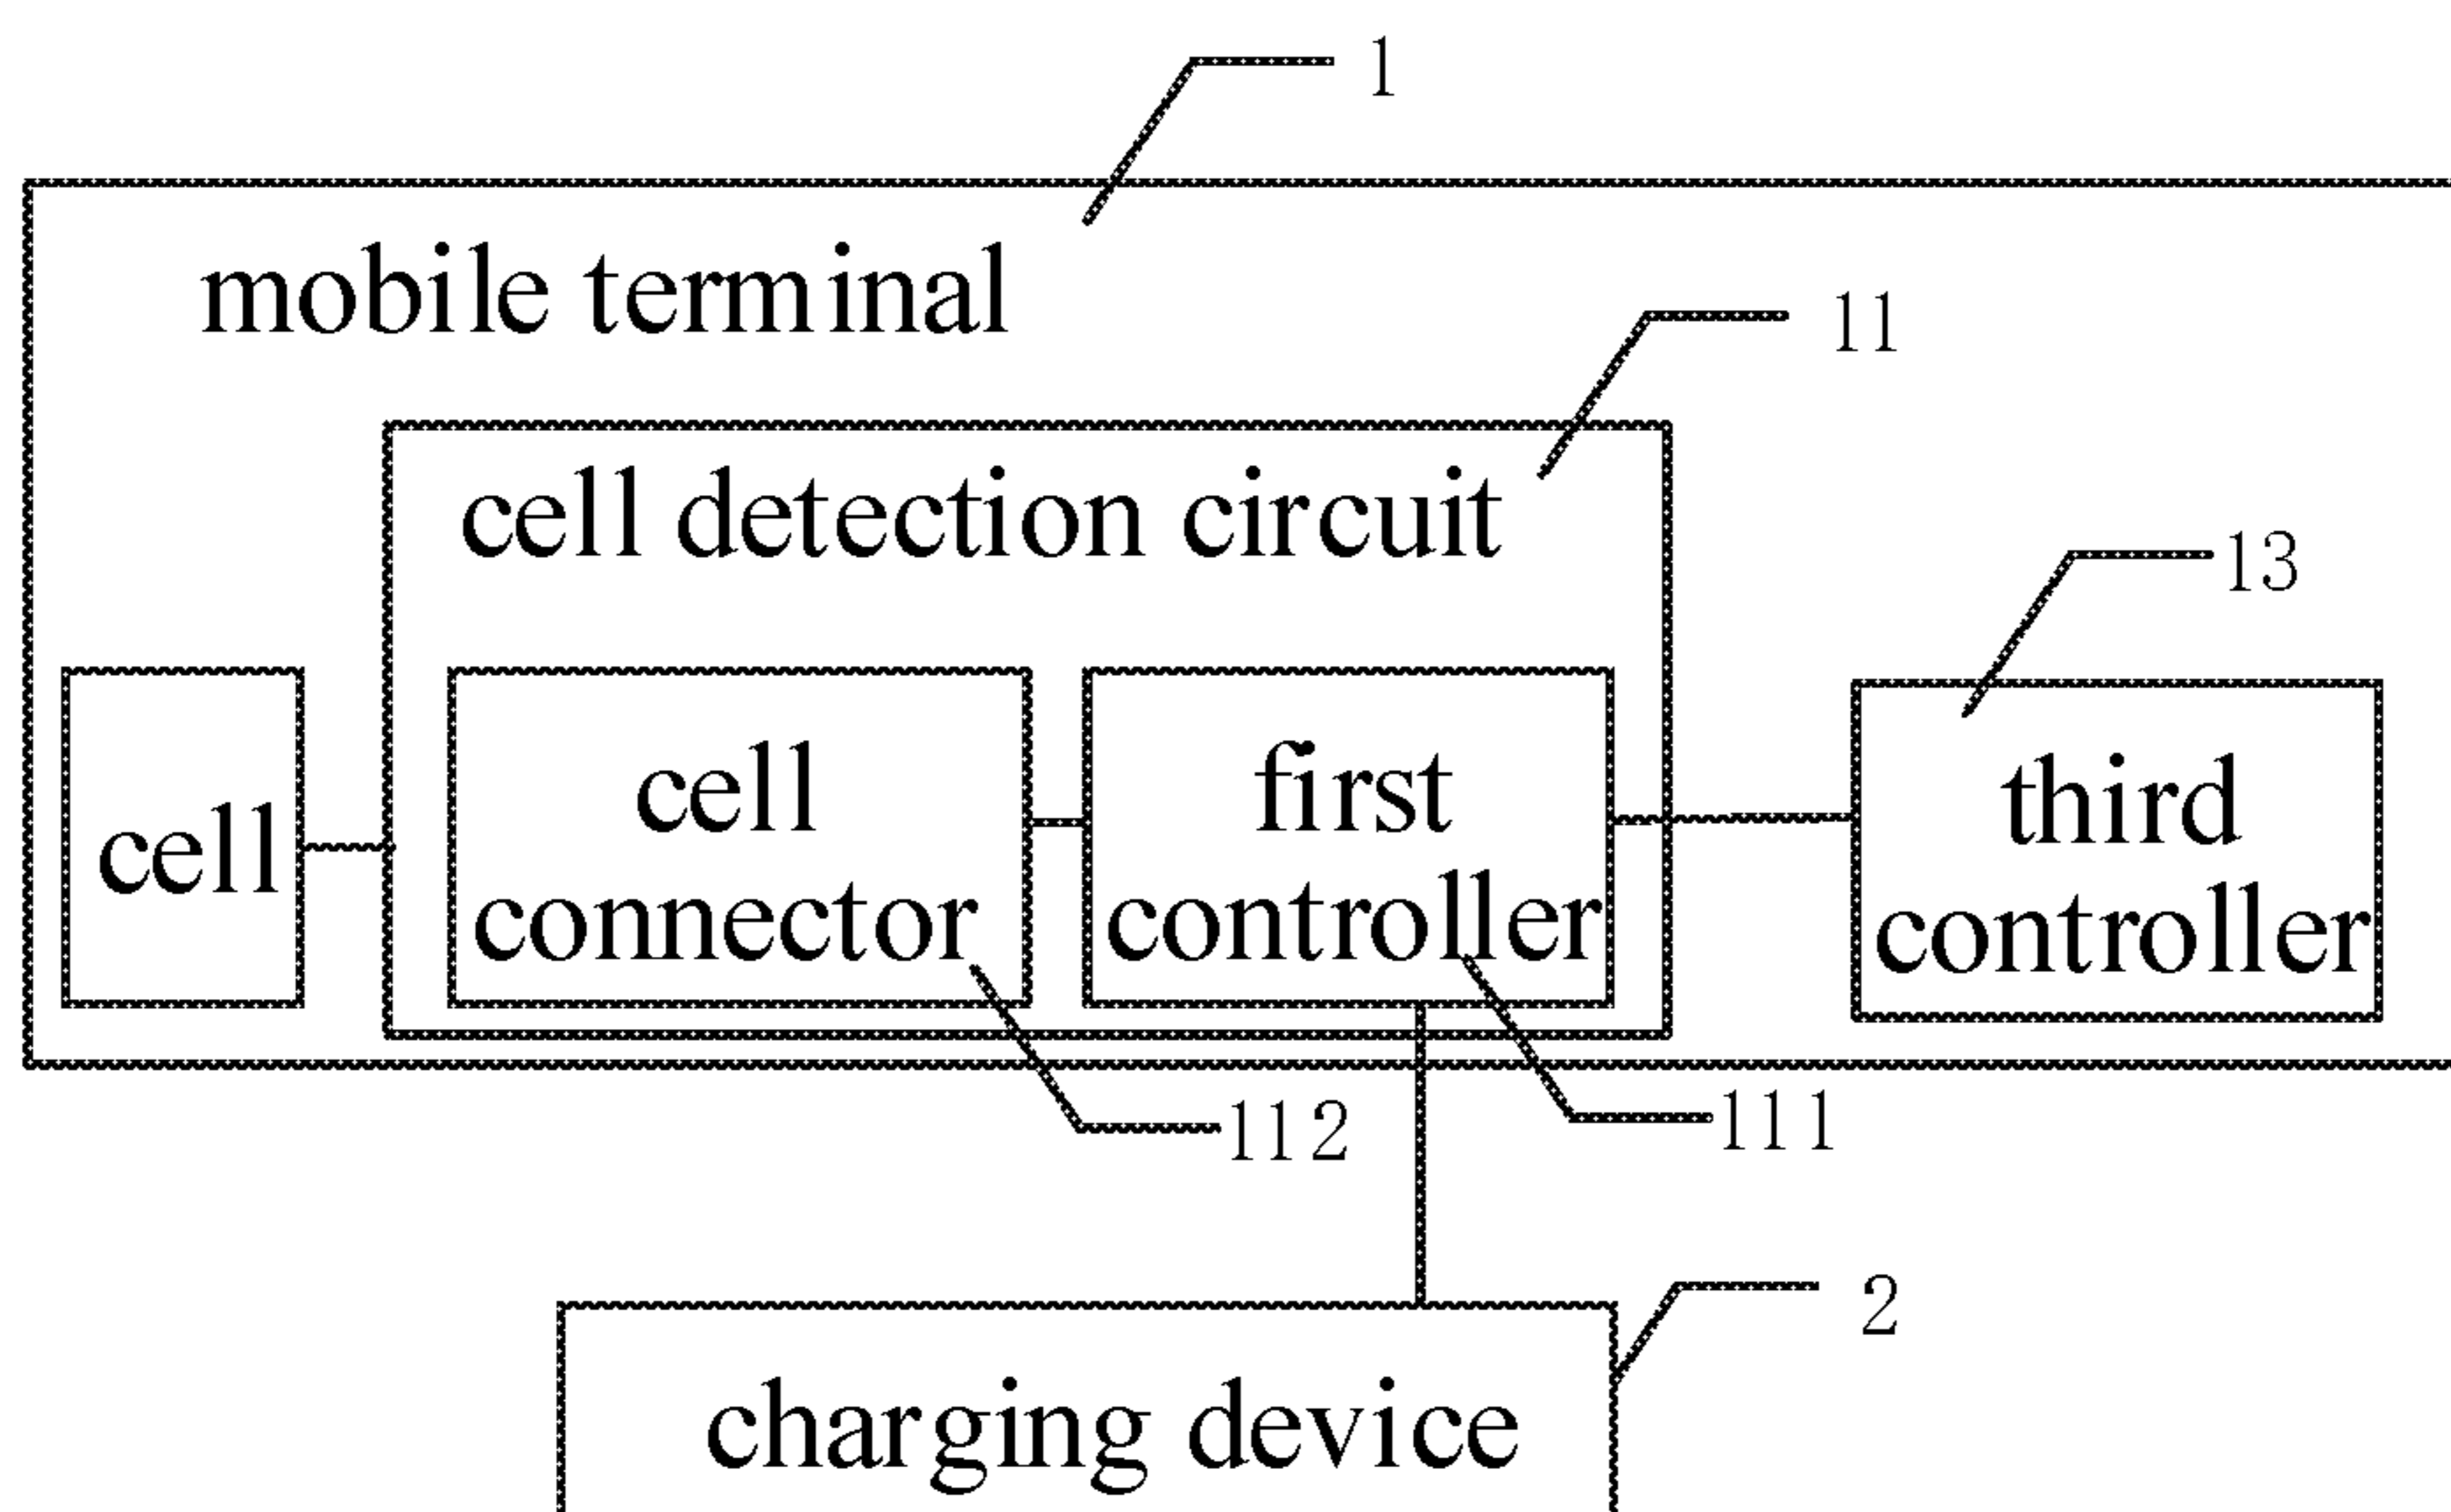 1
mobile terminal
11
cell detection circuit
13
cell
cell
connector
first
controller
third
controller
112
111
2
charging device